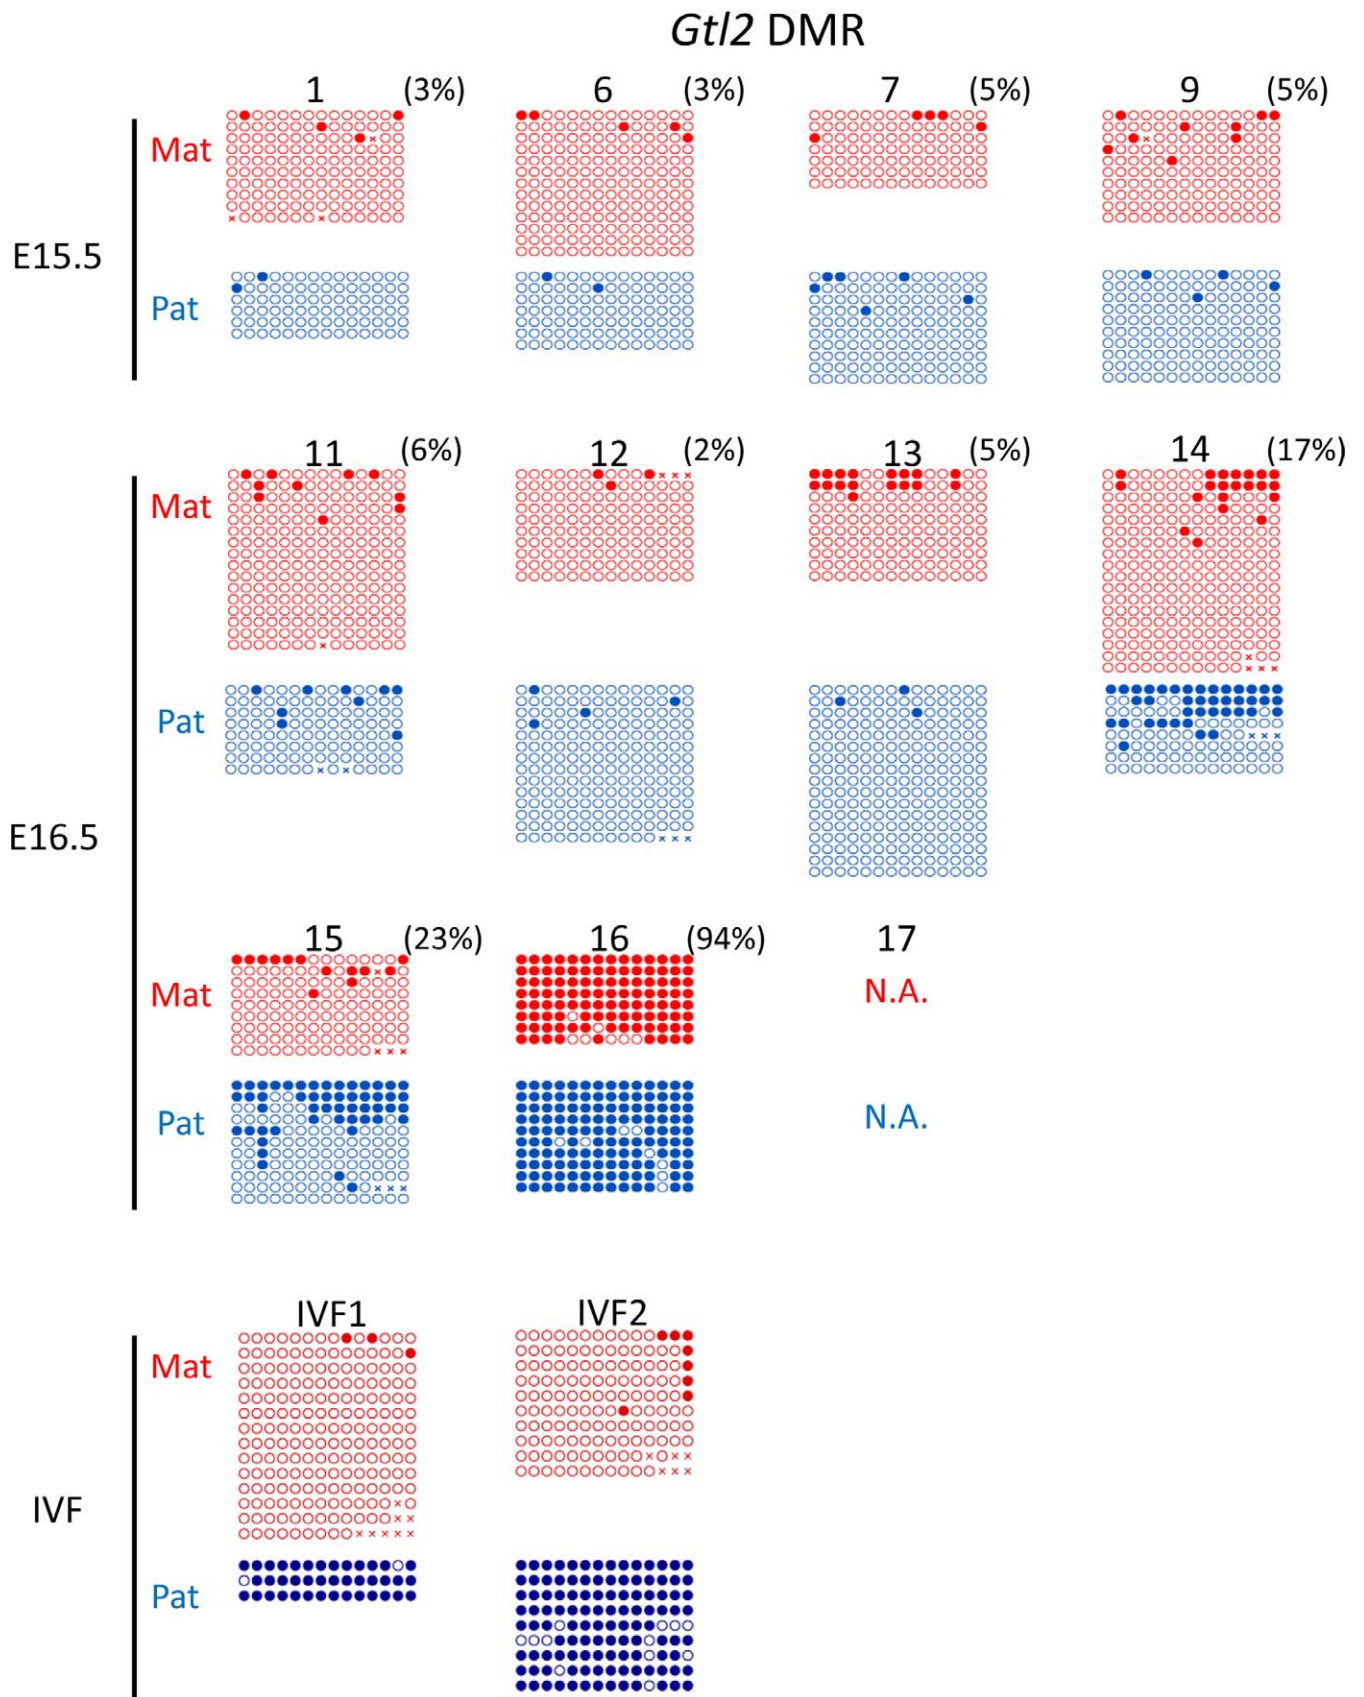 Gtl2 DMR
1 (3%) 6 (3%) 7 (5%) 9 (5%)
Mat
E15.5
Pat
11 (6%) 12 (2%) 13 (5%) 14 (17%)
Mat
Pat
E16.5
15 (23%) 16 (94%) 17
Mat N.A.
Pat N.A.
IVF1 IVF2
Mat
IVF
Pat